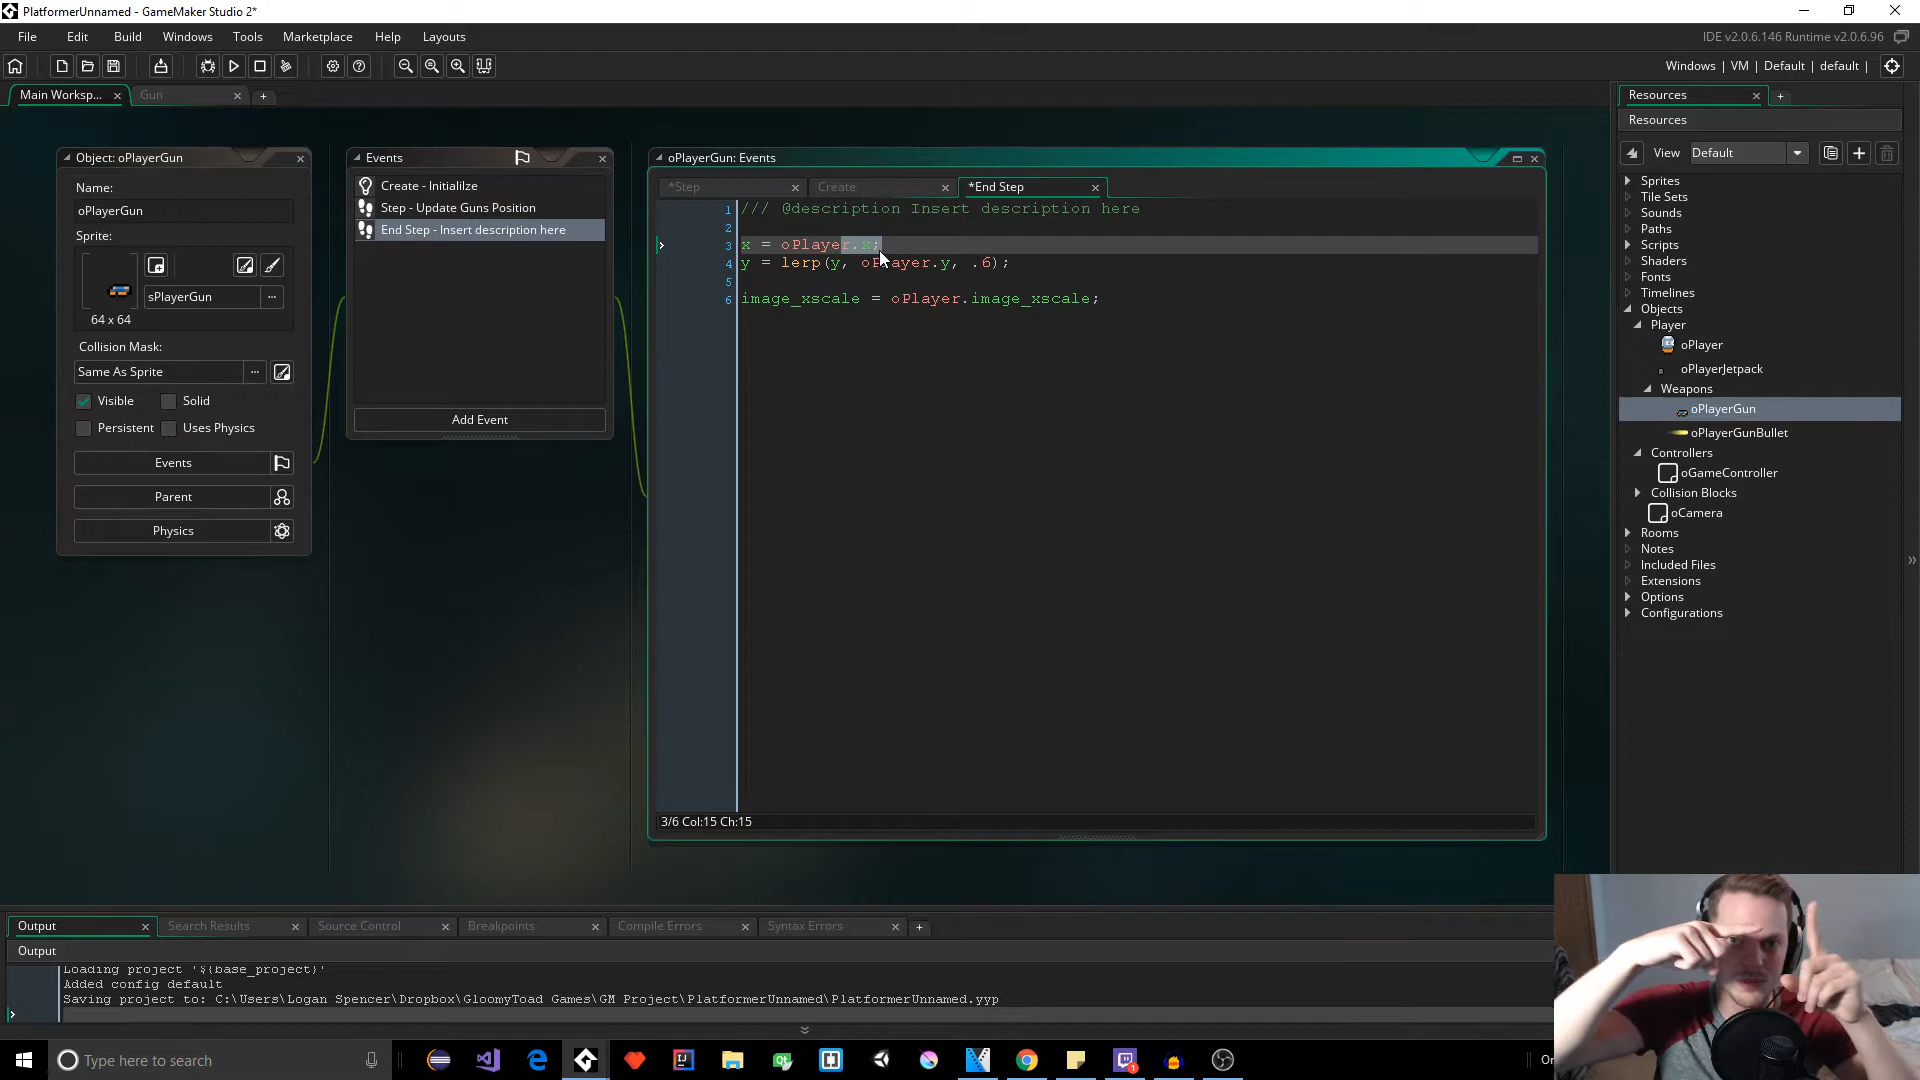 PlatformerUnnamed - GameMaker Studio 2*
File Edit Build Windows Tools Marketplace Help Layouts
IDE v2.0.6.146 Runtime v2.0.6.96
Windows | VM | Default | default |
Main Worksp...
Gun
Resources
Resources
View Default
Object: oPlayerGun
Name:
oPlayerGun
Sprite:
sPlayerGun
64 x 64
Collision Mask:
Same As Sprite
Visible Solid
Persistent Uses Physics
Events
Parent
Physics
Events
Create - Initialilze
Step - Update Guns Position
End Step - Insert description here
Add Event
oPlayerGun: Events
*Step Create *End Step
1 /// @description Insert description here
2
3 x = oPlayer.x;
4 y = lerp(y, oPlayer.y, .6);
5
6 image_xscale = oPlayer.image_xscale;
3/6 Col:15 Ch:15
Sprites
Tile Sets
Sounds
Paths
Scripts
Shaders
Fonts
Timelines
Objects
Player
oPlayer
oPlayerJetpack
Weapons
oPlayerGun
oPlayerGunBullet
Controllers
oGameController
Collision Blocks
oCamera
Rooms
Notes
Included Files
Extensions
Options
Configurations
Output Search Results Source Control Breakpoints Compile Errors Syntax Errors
Output
Loading project '${base_project}'
Added config default
Saving project to: C:\Users\Logan Spencer\Dropbox\GloomyToad Games\GM Project\PlatformerUnnamed\PlatformerUnnamed.yyp
Type here to search